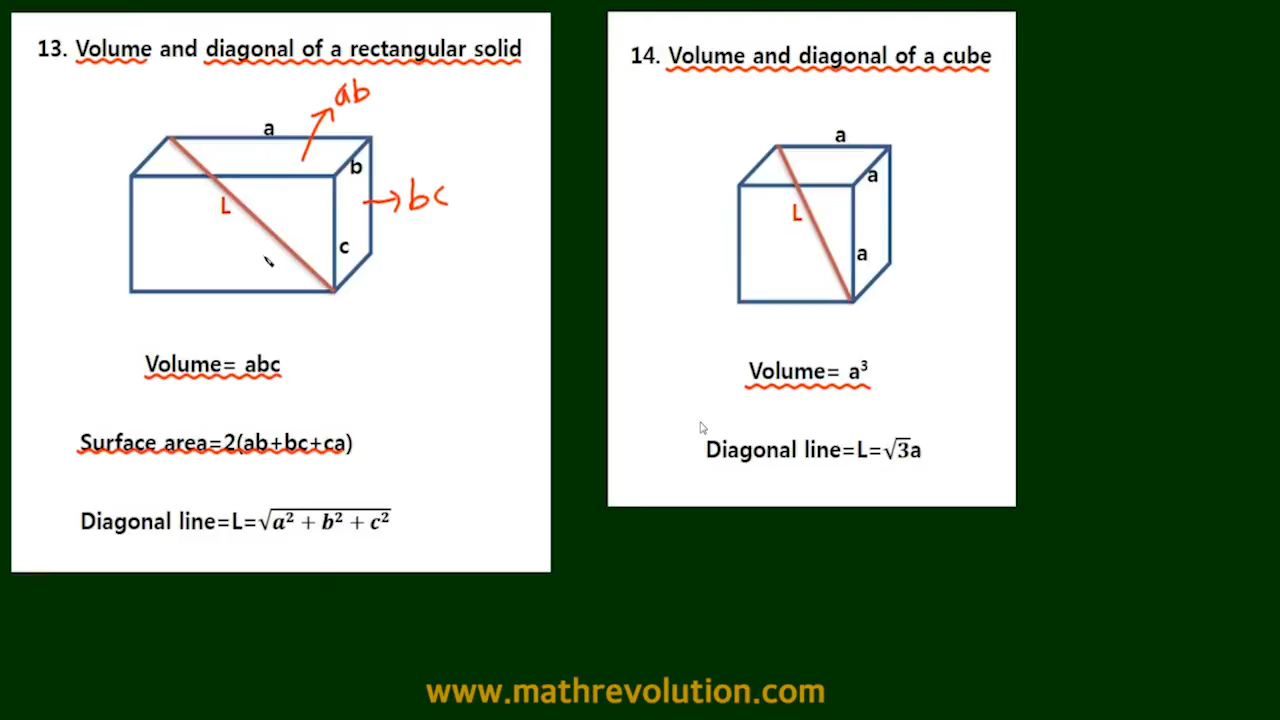 13. Volume and diagonal of a rectangular solid
ab
a
b
bc
L
c
Volume= abc
Surface area=2(ab+bc+ca)
Diagonal line=L=√a² + b² + c²
14. Volume and diagonal of a cube
a
a
L
a
Volume= a³
Diagonal line=L=√3a
www.mathrevolution.com